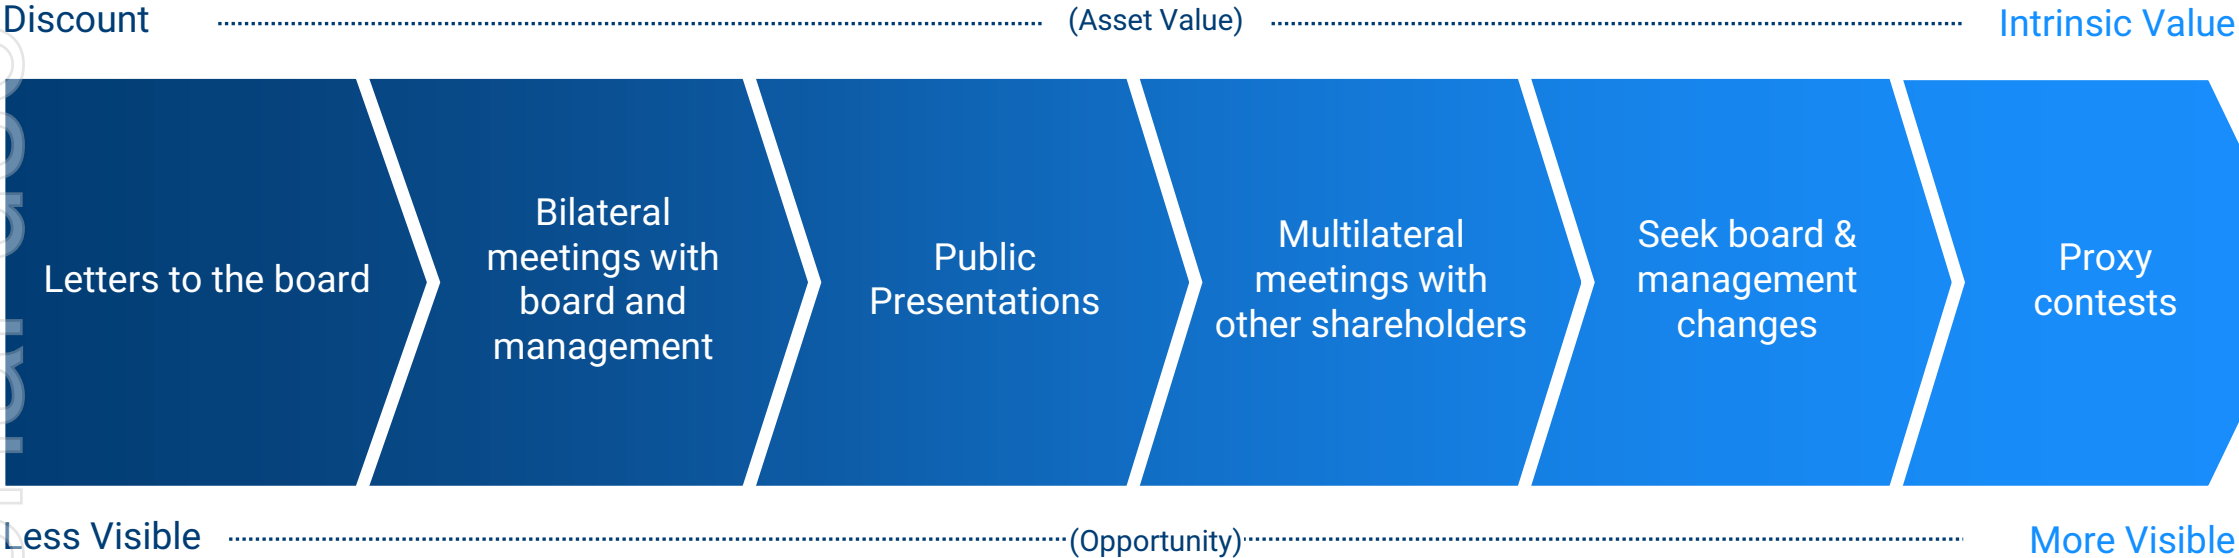 Discount (Asset Value) Intrinsic Value
Letters to the board
Bilateral
meetings with
board and
management
Public
Presentations
Multilateral
meetings with
other shareholders
Seek board &
management
changes
Proxy
contests
Less Visible (Opportunity) More Visible